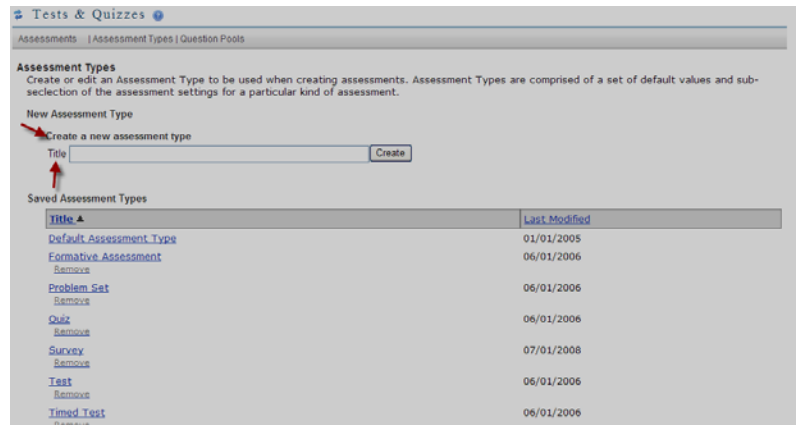 Tests & Quizzes
Assessments | Assessment Types | Question Pools
Assessment Types
Create or edit an Assessment Type to be used when creating assessments. Assessment Types are comprised of a set of default values and sub-
seclection of the assessment settings for a particular kind of assessment.
New Assessment Type
Create a new assessment type
Title Create
Saved Assessment Types
Title Last Modified
Default Assessment Type 01/01/2005
Formative Assessment 06/01/2006
Remove
Problem Set 06/01/2006
Remove
Quiz 06/01/2006
Remove
Survey 07/01/2008
Remove
Test 06/01/2006
Remove
Timed Test 06/01/2006
Remove